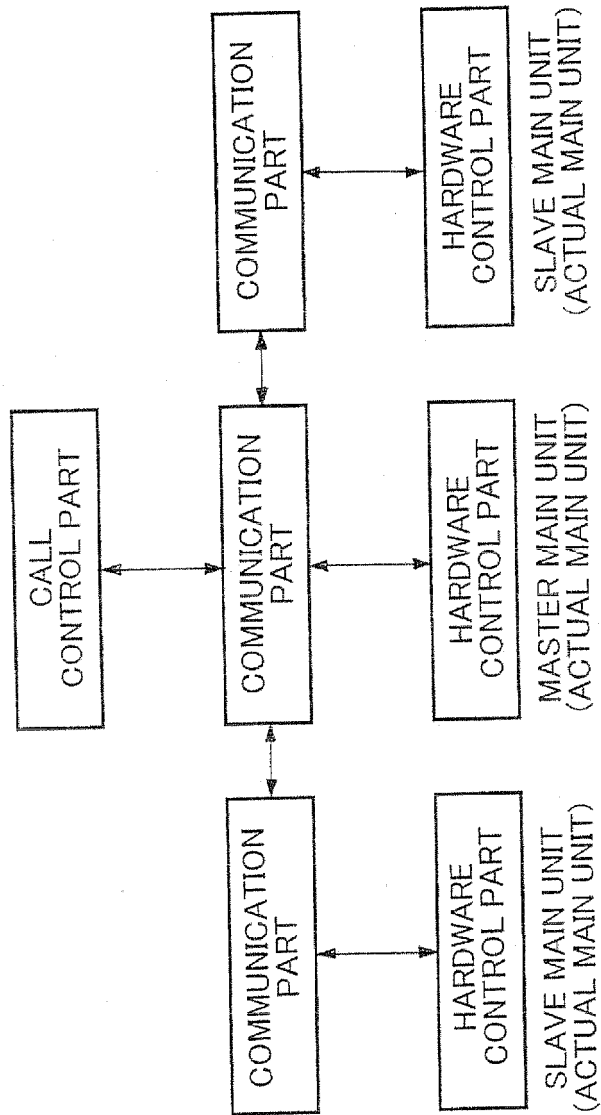 CALL
CONTROL PART
COMMUNICATION
PART
COMMUNICATION
PART
COMMUNICATION
PART
HARDWARE
CONTROL PART
HARDWARE
CONTROL PART
HARDWARE
CONTROL PART
SLAVE MAIN UNIT
(ACTUAL MAIN UNIT)
MASTER MAIN UNIT
(ACTUAL MAIN UNIT)
SLAVE MAIN UNIT
(ACTUAL MAIN UNIT)